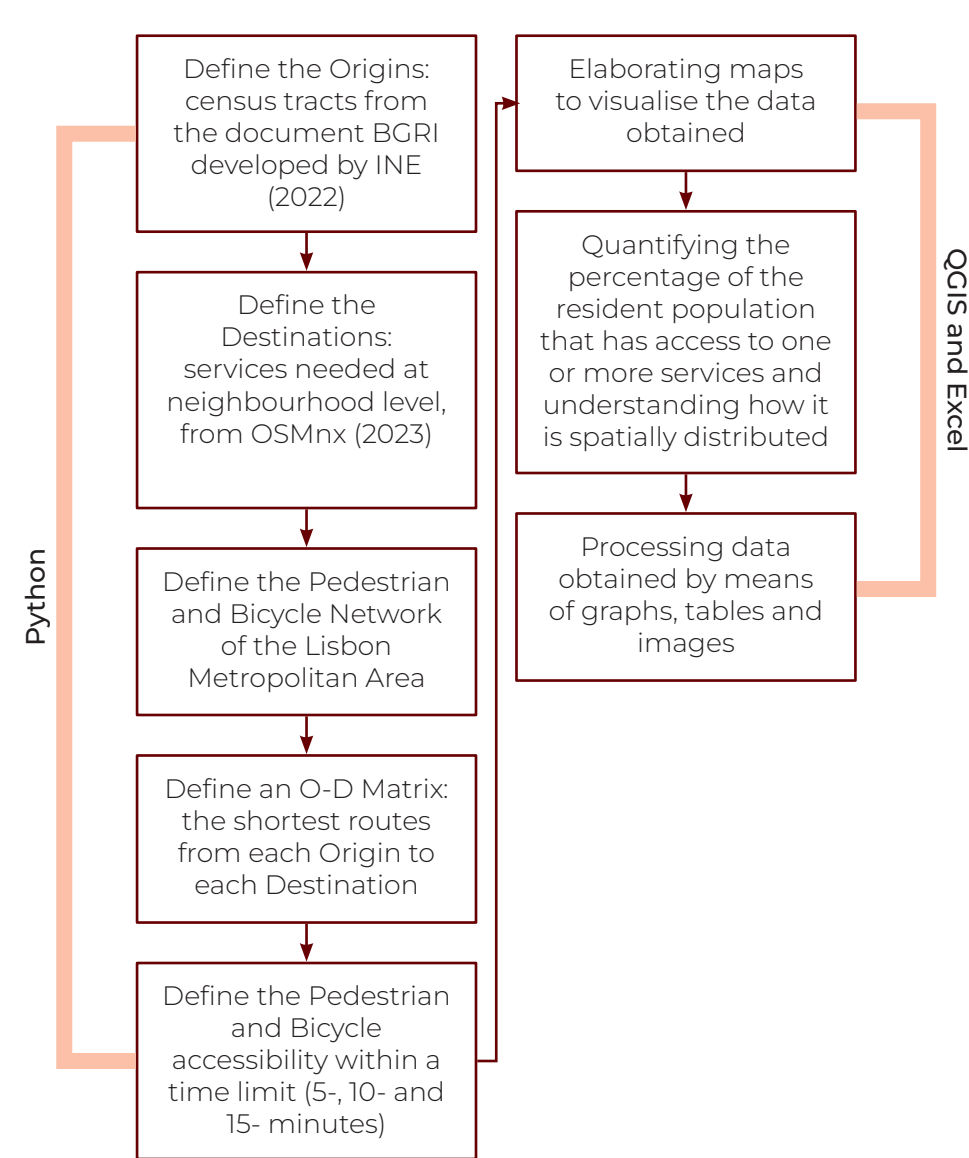 Python
Define the Origins:
census tracts from
the document BGRI
developed by INE
(2022)
Define the
Destinations:
services needed at
neighbourhood level,
from OSMnx (2023)
Define the Pedestrian
and Bicycle Network
of the Lisbon
Metropolitan Area
Define an O-D Matrix:
the shortest routes
from each Origin to
each Destination
Define the Pedestrian
and Bicycle
accessibility within a
time limit (5-, 10- and
15- minutes)
Elaborating maps
to visualise the data
obtained
Quantifying the
percentage of the
resident population
that has access to one
or more services and
understanding how it
is spatially distributed
Processing data
obtained by means
of graphs, tables and
images
QGIS and Excel